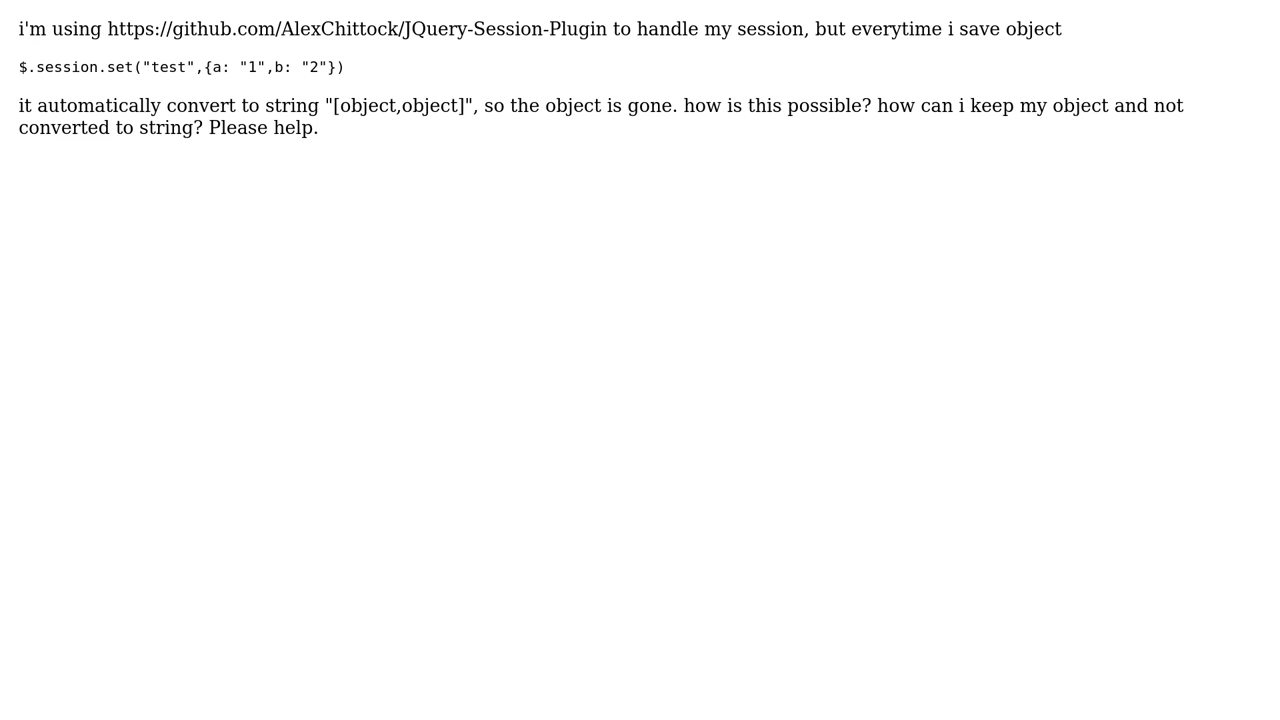 i'm using https://github.com/AlexChittock/JQuery-Session-Plugin to handle my session, but everytime i save object
$.session.set("test",{a: "1",b: "2"})
it automatically convert to string "[object,object]", so the object is gone. how is this possible? how can i keep my object and not
converted to string? Please help.